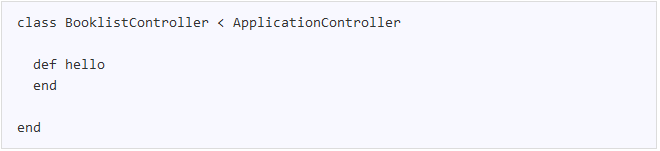 class BooklistController < ApplicationController
  def hello
  end
end